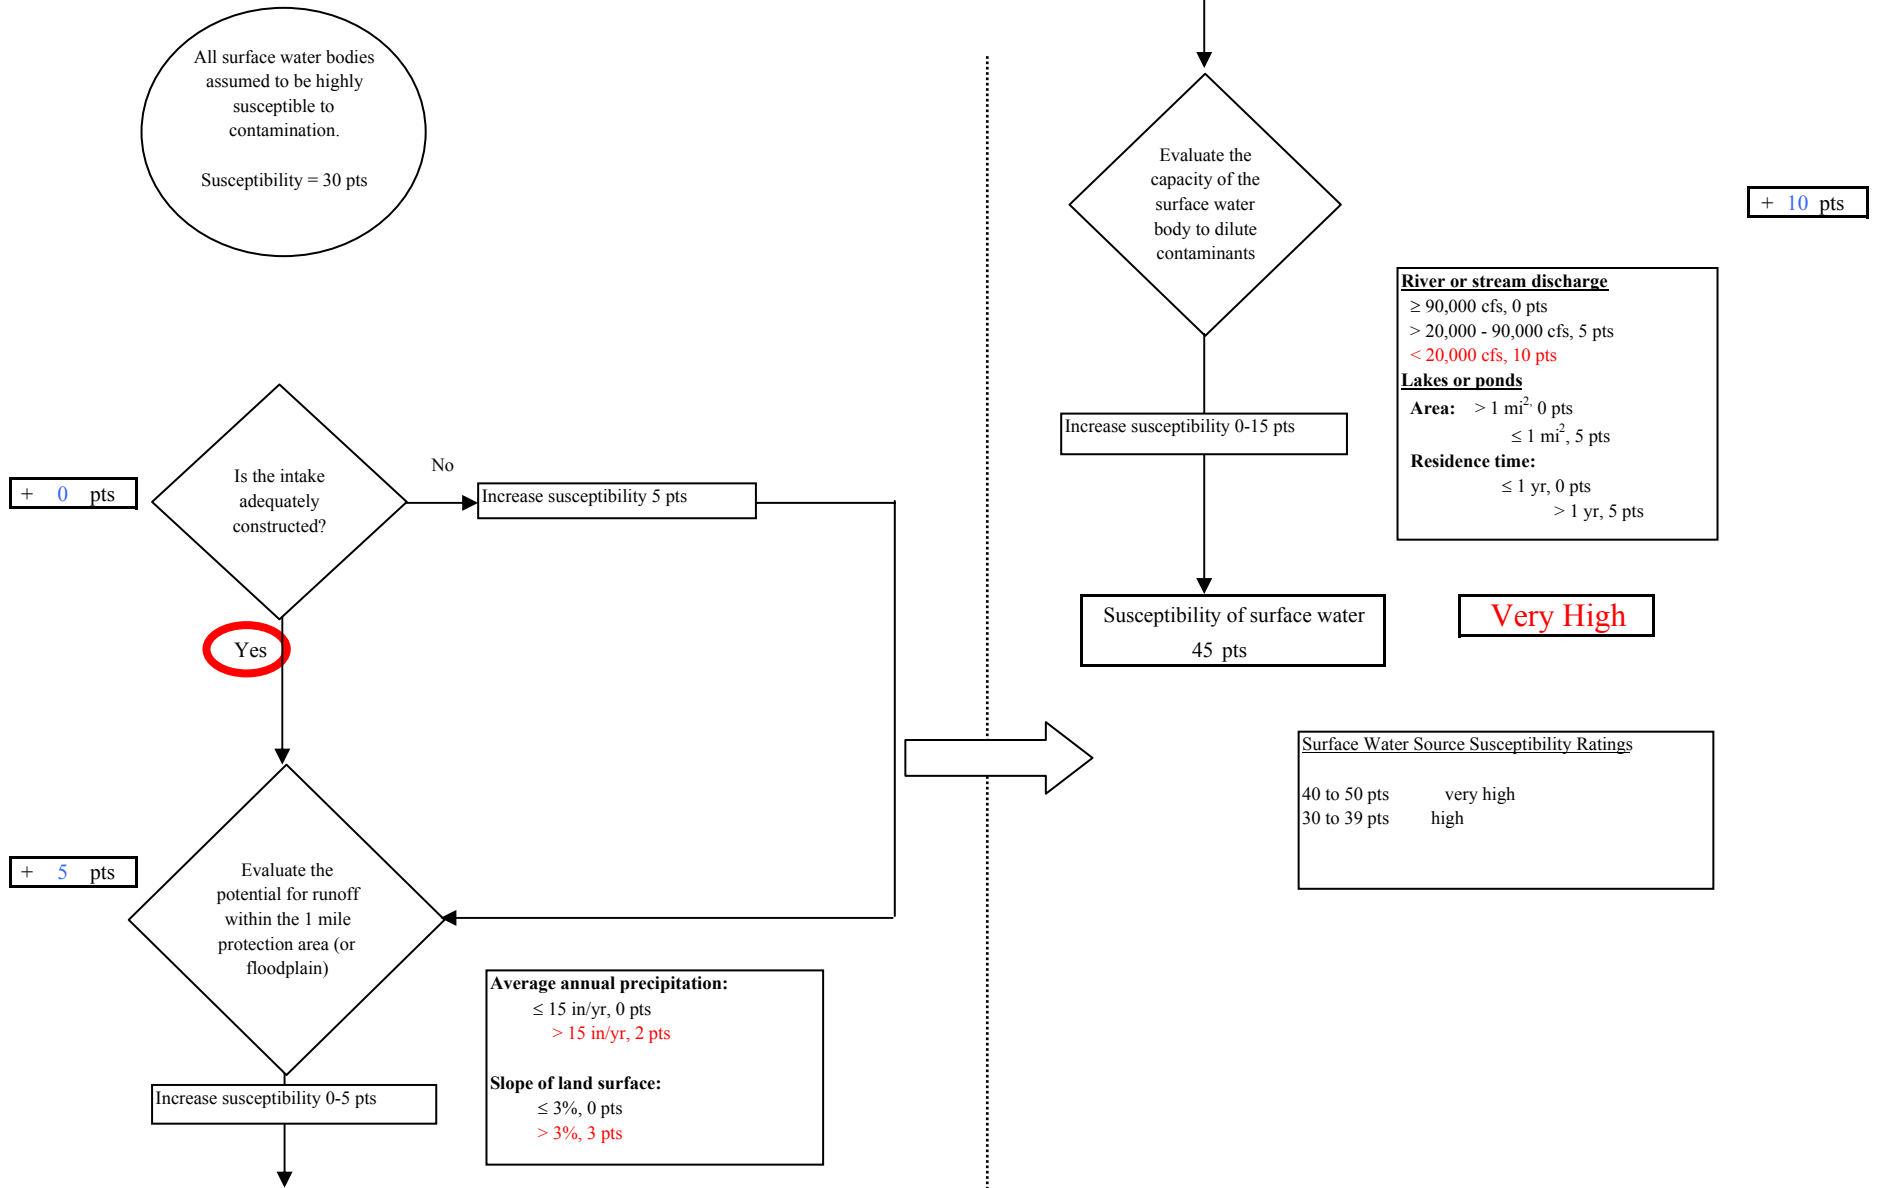 All surface water bodies
assumed to be highly
susceptible to
contamination.
Susceptibility = 30 pts
+ 0 pts
Is the intake
adequately
constructed?
No
Increase susceptibility 5 pts
Yes
+ 5 pts
Evaluate the
potential for runoff
within the 1 mile
protection area (or
floodplain)
Average annual precipitation:
≤ 15 in/yr, 0 pts
> 15 in/yr, 2 pts
Slope of land surface:
≤ 3%, 0 pts
> 3%, 3 pts
Increase susceptibility 0-5 pts
Evaluate the
capacity of the
surface water
body to dilute
contaminants
+ 10 pts
River or stream discharge
≥ 90,000 cfs, 0 pts
> 20,000 - 90,000 cfs, 5 pts
< 20,000 cfs, 10 pts
Lakes or ponds
Area: > 1 mi², 0 pts
≤ 1 mi², 5 pts
Residence time:
≤ 1 yr, 0 pts
> 1 yr, 5 pts
Increase susceptibility 0-15 pts
Susceptibility of surface water
45 pts
Very High
Surface Water Source Susceptibility Ratings
40 to 50 pts very high
30 to 39 pts high